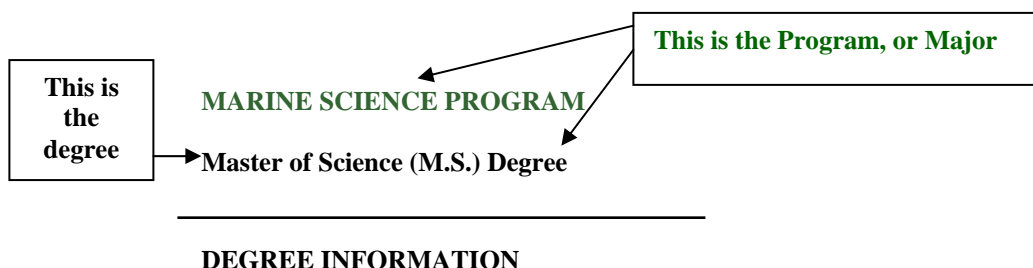 This is the Program, or Major
This is
the
degree
MARINE SCIENCE PROGRAM
Master of Science (M.S.) Degree
DEGREE INFORMATION